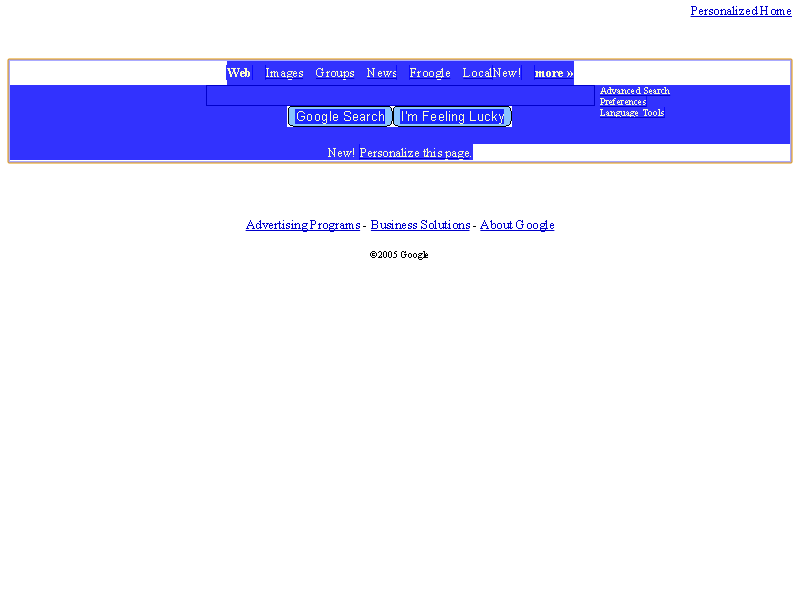 Personalized Home
Web Images Groups News Froogle LocalNew! more »
Advanced Search
Preferences
Language Tools
Google Search I'm Feeling Lucky
New! Personalize this page.
Advertising Programs - Business Solutions - About Google
©2005 Google